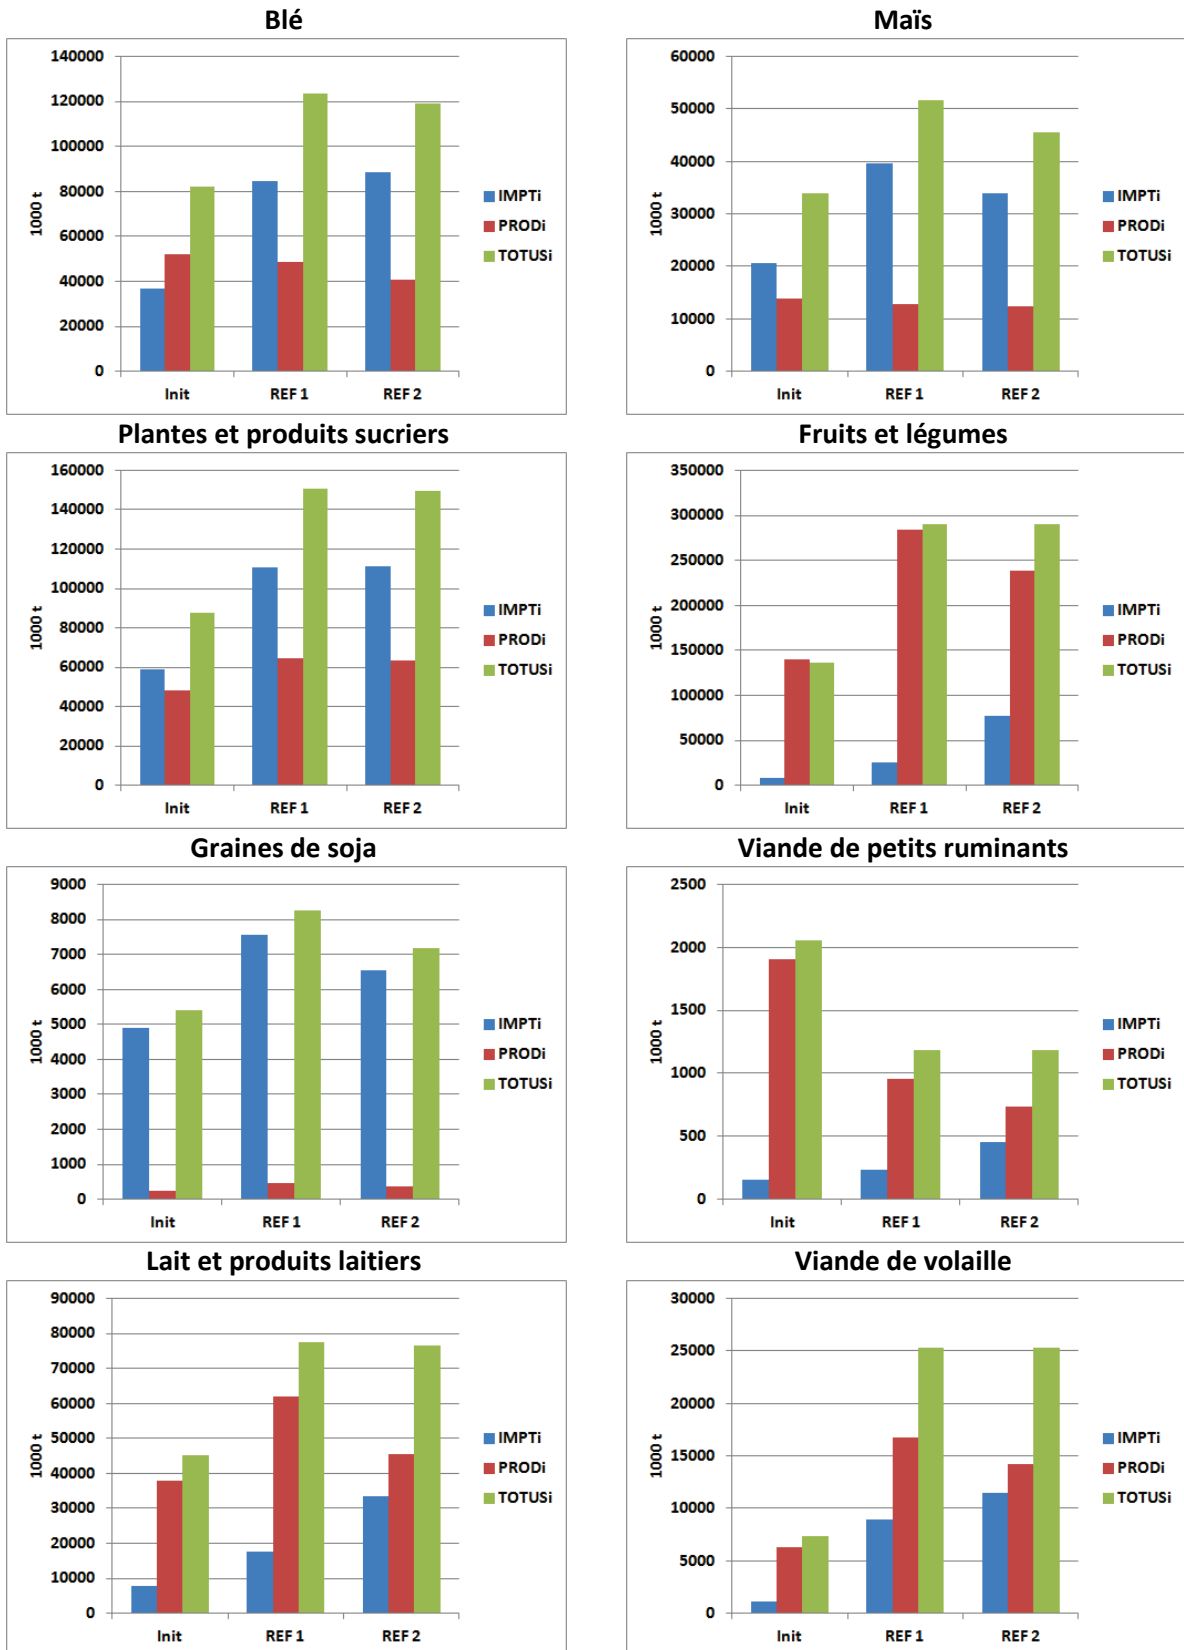 Blé
140000
120000
100000
80000
60000
40000
20000
0
1000 t
Init
REF 1
REF 2
IMPTi
PRODi
TOTUSi
Maïs
60000
50000
40000
30000
20000
10000
0
1000 t
Init
REF 1
REF 2
IMPTi
PRODi
TOTUSi
Plantes et produits sucriers
160000
140000
120000
100000
80000
60000
40000
20000
0
1000 t
Init
REF 1
REF 2
IMPTi
PRODi
TOTUSi
Fruits et légumes
350000
300000
250000
200000
150000
100000
50000
0
1000 t
Init
REF 1
REF 2
IMPTi
PRODi
TOTUSi
Graines de soja
9000
8000
7000
6000
5000
4000
3000
2000
1000
0
1000 t
Init
REF 1
REF 2
IMPTi
PRODi
TOTUSi
Viande de petits ruminants
2500
2000
1500
1000
500
0
1000 t
Init
REF 1
REF 2
IMPTi
PRODi
TOTUSi
Lait et produits laitiers
90000
80000
70000
60000
50000
40000
30000
20000
10000
0
1000 t
Init
REF 1
REF 2
IMPTi
PRODi
TOTUSi
Viande de volaille
30000
25000
20000
15000
10000
5000
0
1000 t
Init
REF 1
REF 2
IMPTi
PRODi
TOTUSi